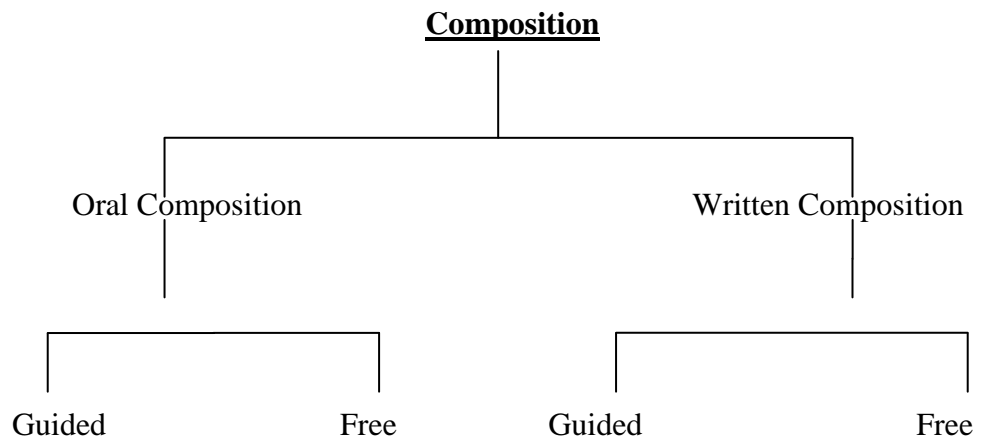 Composition
Oral Composition Written Composition
Guided Free Guided Free